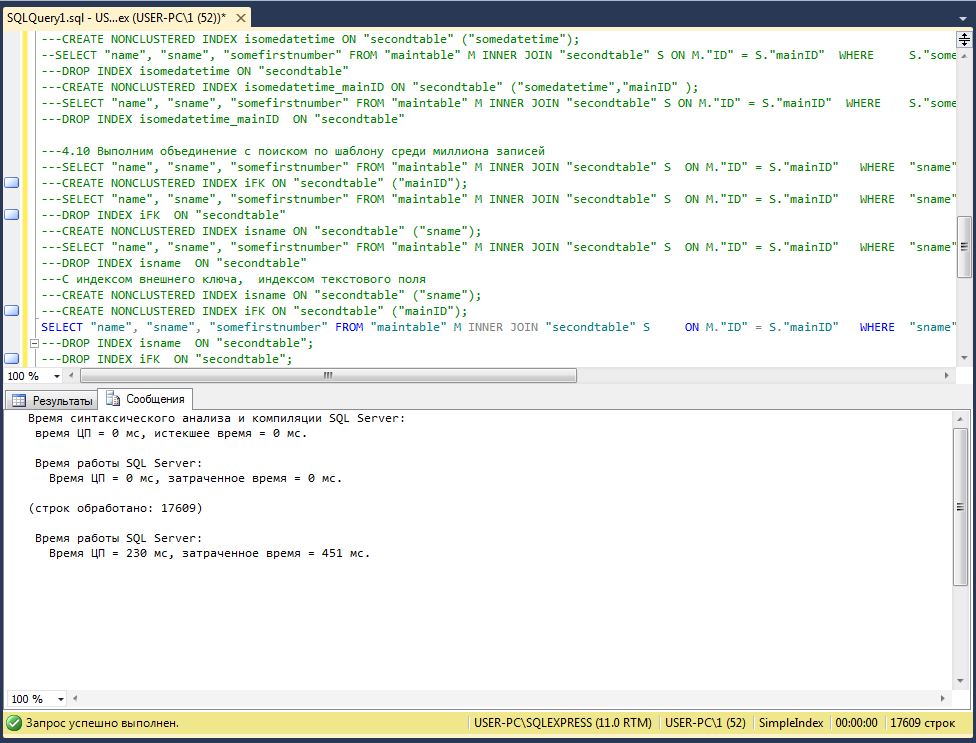 SQLQuery1.sql - US...ex (USER-PC\1 (52))*
---CREATE NONCLUSTERED INDEX isomedatetime ON "secondtable" ("somedatetime");
--SELECT "name", "sname", "somefirstnumber" FROM "maintable" M INNER JOIN "secondtable" S ON M."ID" = S."mainID"  WHERE     S."some
---DROP INDEX isomedatetime ON "secondtable"
---CREATE NONCLUSTERED INDEX isomedatetime_mainID ON "secondtable" ("somedatetime","mainID" );
---SELECT "name", "sname", "somefirstnumber" FROM "maintable" M INNER JOIN "secondtable" S ON M."ID" = S."mainID"  WHERE    S."some
---DROP INDEX isomedatetime_mainID  ON "secondtable"
---4.10 Выполним объединение с поиском по шаблону среди миллиона записей
---SELECT "name", "sname", "somefirstnumber" FROM "maintable" M INNER JOIN "secondtable" S  ON M."ID" = S."mainID"   WHERE  "sname"
---CREATE NONCLUSTERED INDEX iFK ON "secondtable" ("mainID");
---SELECT "name", "sname", "somefirstnumber" FROM "maintable" M INNER JOIN "secondtable" S  ON M."ID" = S."mainID"   WHERE  "sname"
---DROP INDEX iFK  ON "secondtable"
---CREATE NONCLUSTERED INDEX isname ON "secondtable" ("sname");
---SELECT "name", "sname", "somefirstnumber" FROM "maintable" M INNER JOIN "secondtable" S  ON M."ID" = S."mainID"   WHERE  "sname"
---DROP INDEX isname  ON "secondtable"
---С индексом внешнего ключа,  индексом текстового поля
---CREATE NONCLUSTERED INDEX isname ON "secondtable" ("sname");
---CREATE NONCLUSTERED INDEX iFK ON "secondtable" ("mainID");
SELECT "name", "sname", "somefirstnumber" FROM "maintable" M INNER JOIN "secondtable" S     ON M."ID" = S."mainID"   WHERE  "sname"
---DROP INDEX isname  ON "secondtable";
---DROP INDEX iFK  ON "secondtable";
100 %
Результаты Сообщения
Время синтаксического анализа и компиляции SQL Server:
время ЦП = 0 мс, истекшее время = 0 мс.
Время работы SQL Server:
Время ЦП = 0 мс, затраченное время = 0 мс.
(строк обработано: 17609)
Время работы SQL Server:
Время ЦП = 230 мс, затраченное время = 451 мс.
100 %
Запрос успешно выполнен. USER-PC\SQLEXPRESS (11.0 RTM) USER-PC\1 (52) SimpleIndex 00:00:00 17609 строк